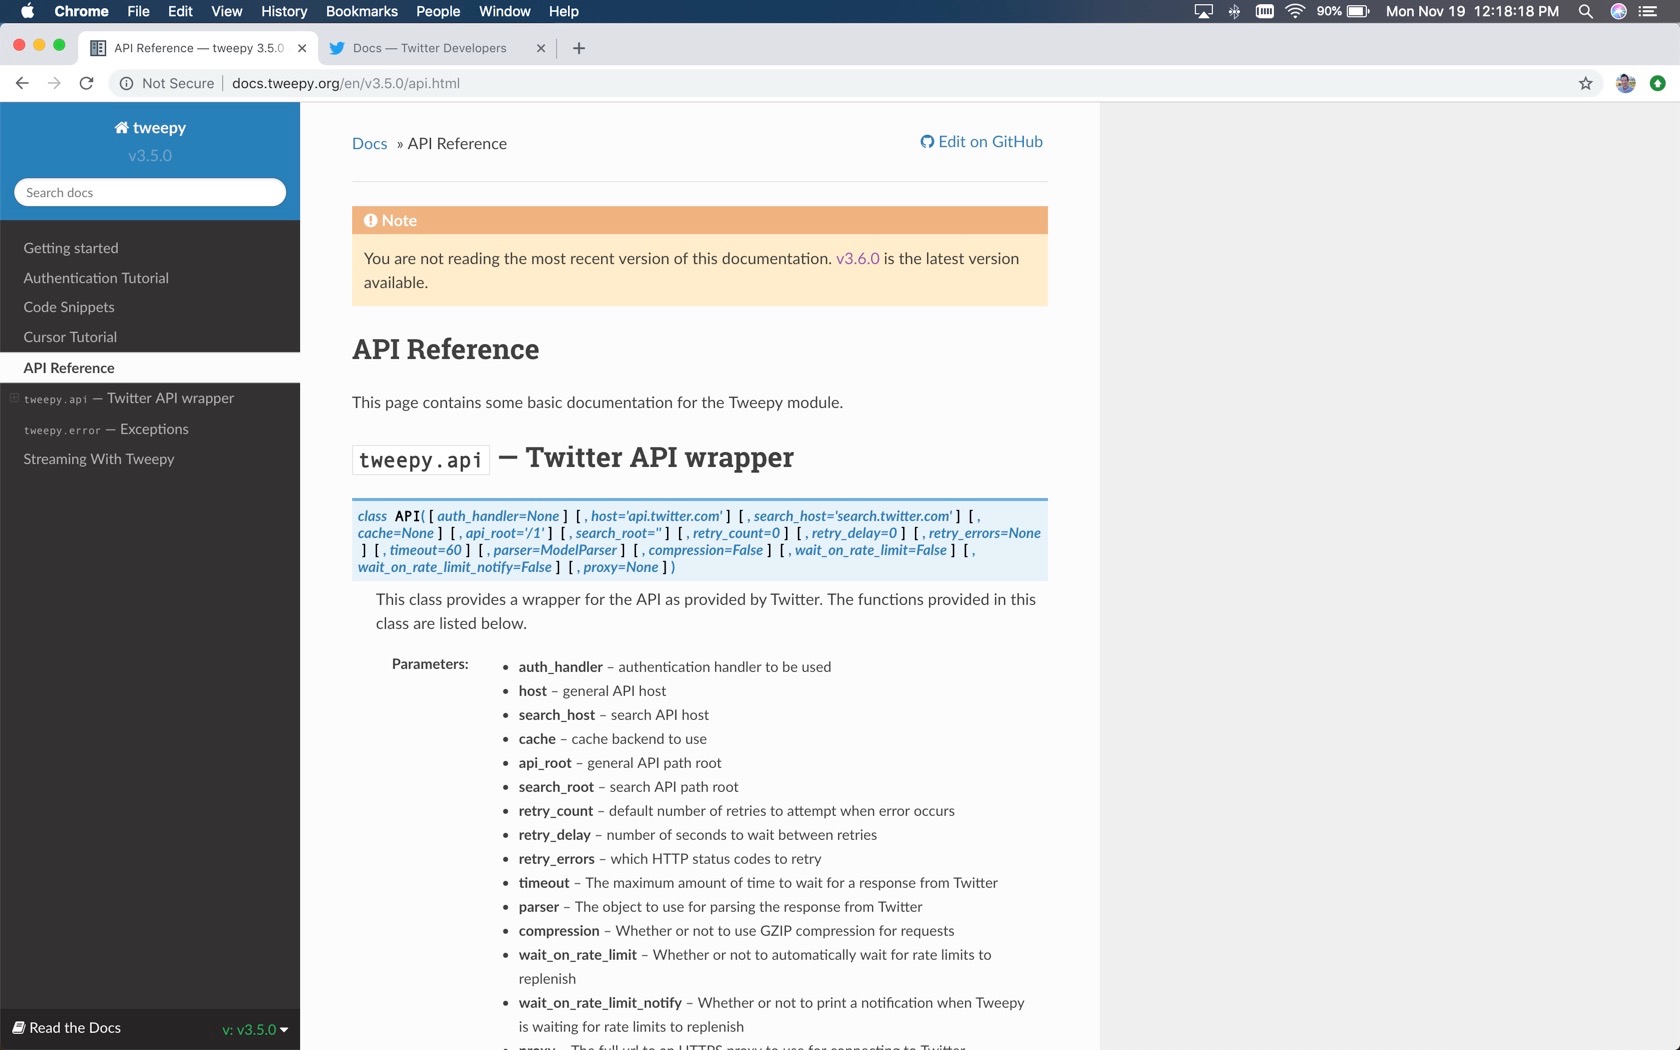 Chrome File Edit View History Bookmarks People Window Help 90% Mon Nov 19 12:18:18 PM
API Reference — tweepy 3.5.0 Docs — Twitter Developers
Not Secure docs.tweepy.org/en/v3.5.0/api.html
tweepy
v3.5.0
Search docs
Getting started
Authentication Tutorial
Code Snippets
Cursor Tutorial
API Reference
tweepy.api — Twitter API wrapper
tweepy.error — Exceptions
Streaming With Tweepy
Read the Docs v: v3.5.0
Docs » API Reference Edit on GitHub
Note
You are not reading the most recent version of this documentation. v3.6.0 is the latest version
available.
API Reference
This page contains some basic documentation for the Tweepy module.
tweepy.api — Twitter API wrapper
class API([auth_handler=None][, host='api.twitter.com'][, search_host='search.twitter.com'][,
cache=None][, api_root='/1'][, search_root=''][, retry_count=0][, retry_delay=0][, retry_errors=None
][, timeout=60][, parser=ModelParser][, compression=False][, wait_on_rate_limit=False][,
wait_on_rate_limit_notify=False][, proxy=None])
This class provides a wrapper for the API as provided by Twitter. The functions provided in this
class are listed below.
Parameters:
• auth_handler – authentication handler to be used
• host – general API host
• search_host – search API host
• cache – cache backend to use
• api_root – general API path root
• search_root – search API path root
• retry_count – default number of retries to attempt when error occurs
• retry_delay – number of seconds to wait between retries
• retry_errors – which HTTP status codes to retry
• timeout – The maximum amount of time to wait for a response from Twitter
• parser – The object to use for parsing the response from Twitter
• compression – Whether or not to use GZIP compression for requests
• wait_on_rate_limit – Whether or not to automatically wait for rate limits to
replenish
• wait_on_rate_limit_notify – Whether or not to print a notification when Tweepy
is waiting for rate limits to replenish
• proxy – The full url to an HTTPS proxy to use for connecting to Twitter.